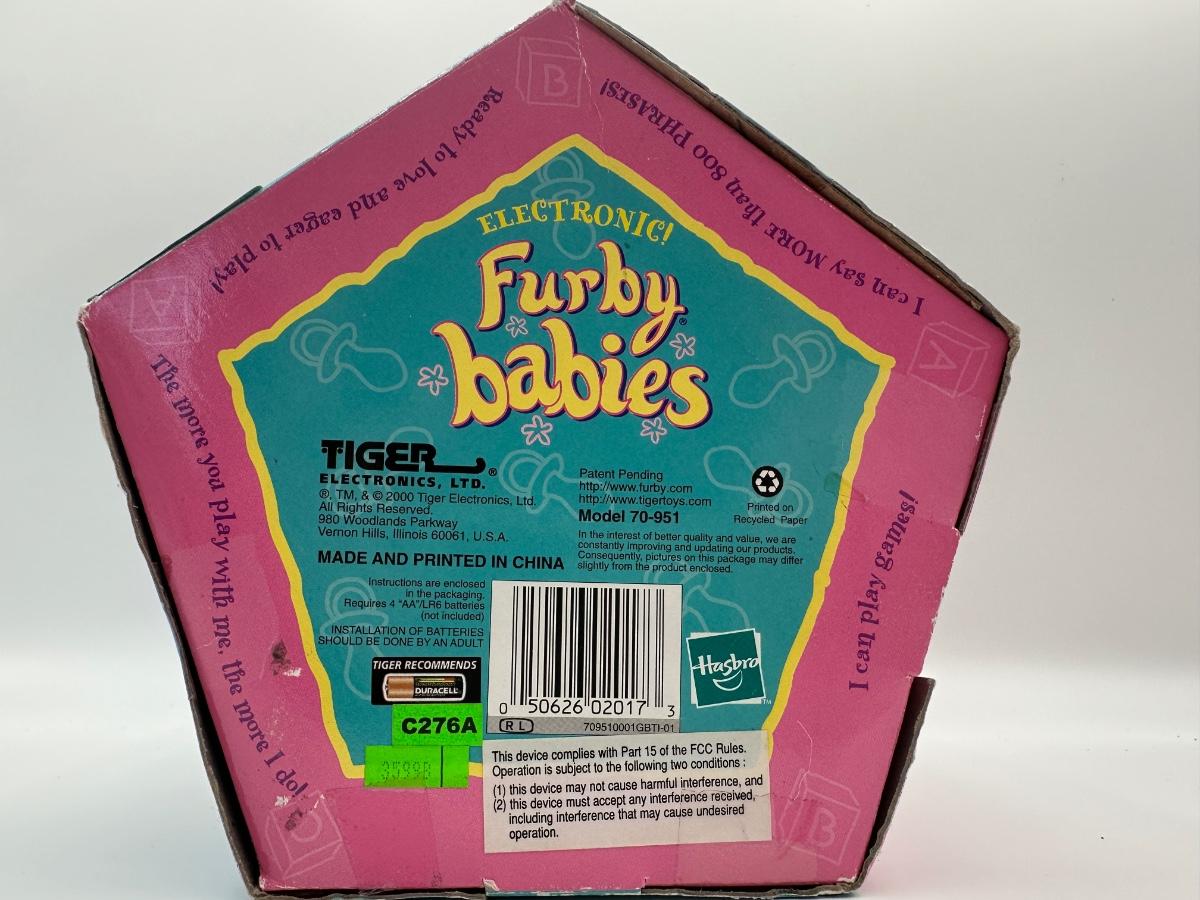 B
Ready to love and eager to play!
I can say MORE than 800 PHRASES!
A
A
The more you play with me, the more I do!
I can play games!
ELECTRONIC!
Furby®
babies
TIGER®
ELECTRONICS, LTD.
®, TM, & © 2000 Tiger Electronics, Ltd.
All Rights Reserved.
980 Woodlands Parkway
Vernon Hills, Illinois 60061, U.S.A.
MADE AND PRINTED IN CHINA
Patent Pending
http://www.furby.com
http://www.tigertoys.com
Model 70-951
Printed on
Recycled Paper
In the interest of better quality and value, we are
constantly improving and updating our products.
Consequently, pictures on this package may differ
slightly from the product enclosed.
Instructions are enclosed
in the packaging.
Requires 4 "AA"/LR6 batteries
(not included)
INSTALLATION OF BATTERIES
SHOULD BE DONE BY AN ADULT
TIGER RECOMMENDS
DURACELL
C276A
0 50626 02017 3
R L
709510001GBTI-01
Hasbro™
This device complies with Part 15 of the FCC Rules.
Operation is subject to the following two conditions :
(1) this device may not cause harmful interference, and
(2) this device must accept any interference received,
including interference that may cause undesired
operation.
B